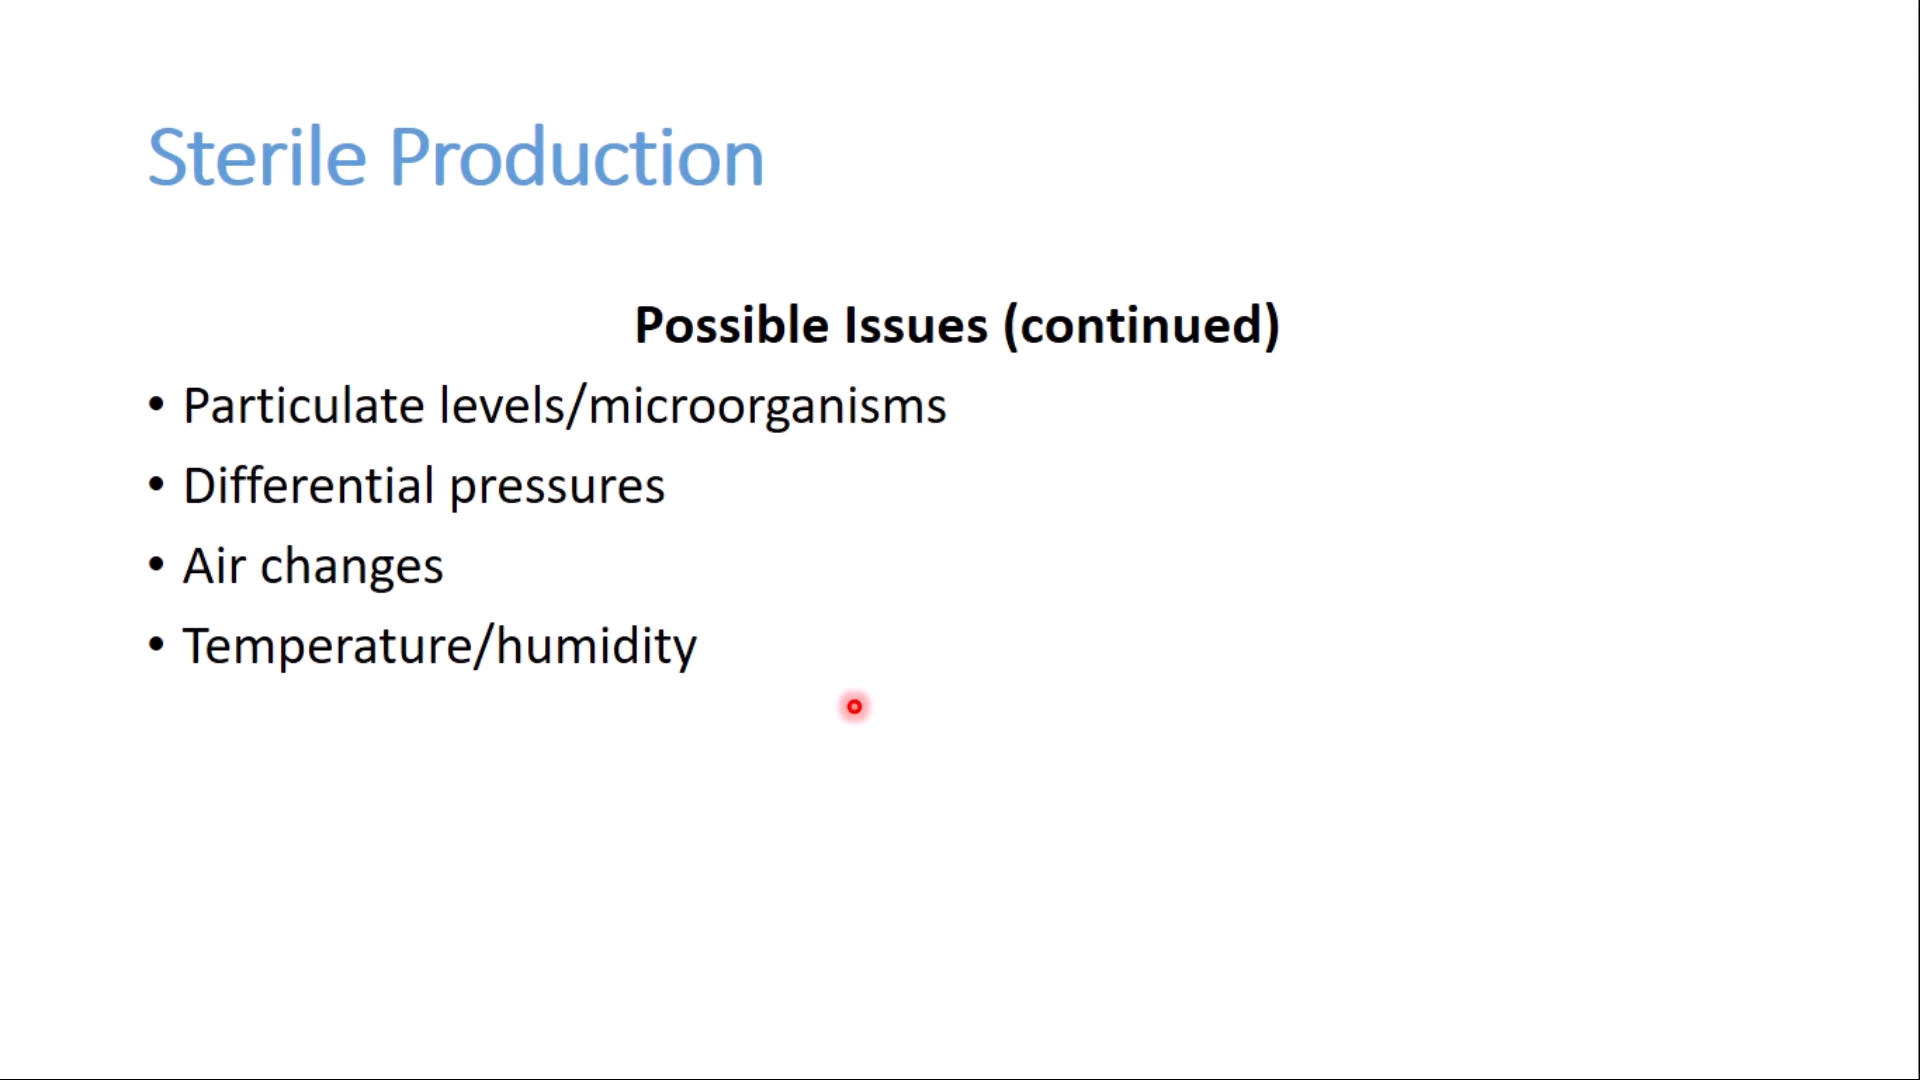 Sterile Production
Possible Issues (continued)
• Particulate levels/microorganisms
• Differential pressures
• Air changes
• Temperature/humidity